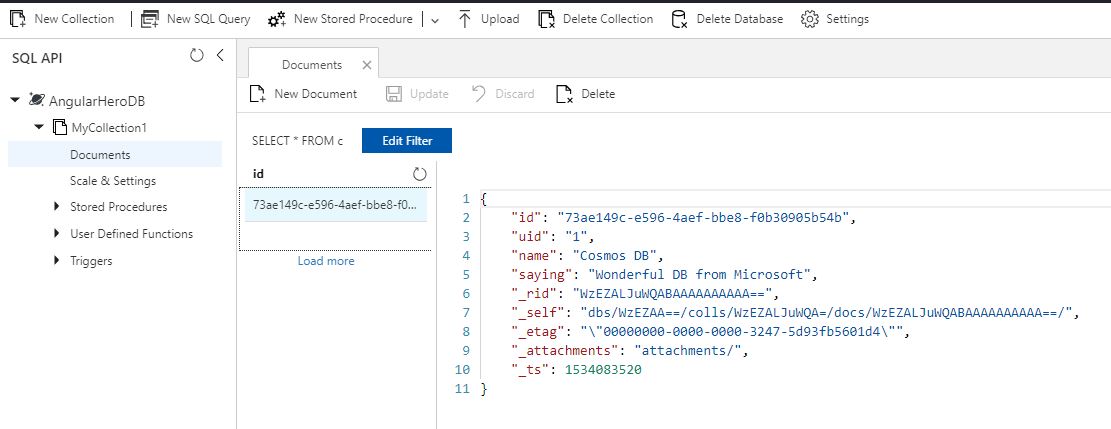 New Collection New SQL Query New Stored Procedure Upload Delete Collection Delete Database Settings
SQL API
Documents
AngularHeroDB
MyCollection1
Documents
Scale & Settings
Stored Procedures
User Defined Functions
Triggers
New Document Update Discard Delete
SELECT * FROM c Edit Filter
id
73ae149c-e596-4aef-bbe8-f0...
Load more
1 {
2 "id": "73ae149c-e596-4aef-bbe8-f0b30905b54b",
3 "uid": "1",
4 "name": "Cosmos DB",
5 "saying": "Wonderful DB from Microsoft",
6 "_rid": "WzEZALJuWQABAAAAAAAAAA==",
7 "_self": "dbs/WzEZAA==/colls/WzEZALJuWQA=/docs/WzEZALJuWQABAAAAAAAAAA==/",
8 "_etag": "\"00000000-0000-0000-3247-5d93fb5601d4\"",
9 "_attachments": "attachments/",
10 "_ts": 1534083520
11 }